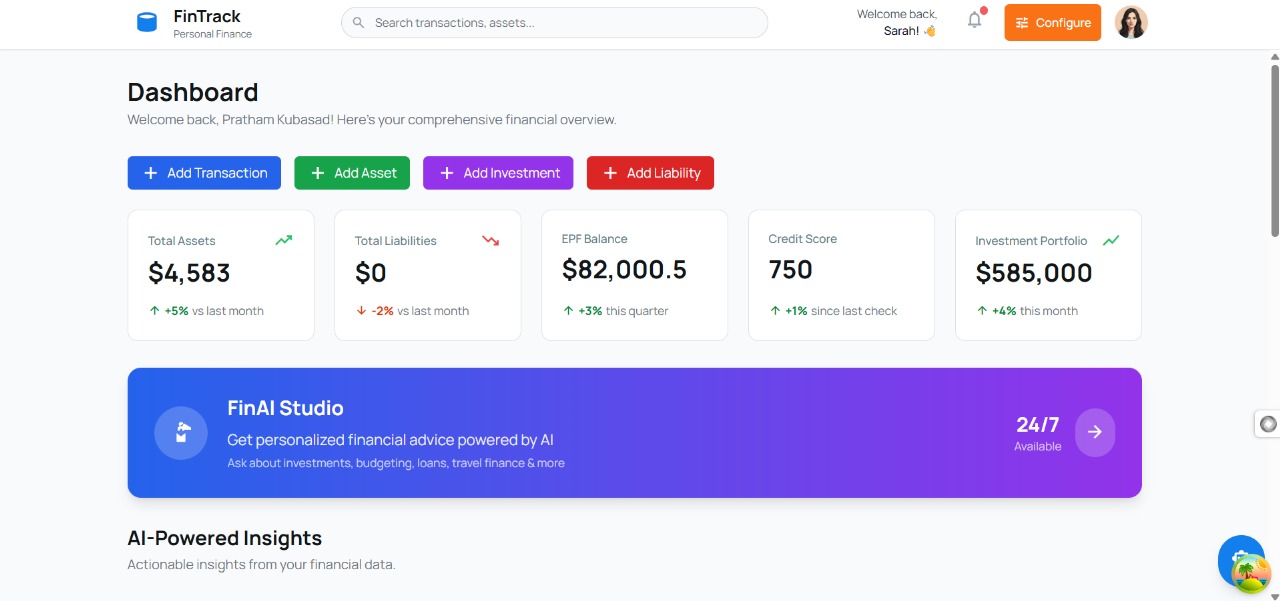 FinTrack
Personal Finance
Search transactions, assets...
Welcome back,
Sarah! 👋
Configure
Dashboard
Welcome back, Pratham Kubasad! Here's your comprehensive financial overview.
Add Transaction
Add Asset
Add Investment
Add Liability
Total Assets
$4,583
+5% vs last month
Total Liabilities
$0
-2% vs last month
EPF Balance
$82,000.5
+3% this quarter
Credit Score
750
+1% since last check
Investment Portfolio
$585,000
+4% this month
FinAI Studio
Get personalized financial advice powered by AI
Ask about investments, budgeting, loans, travel finance & more
24/7
Available
AI-Powered Insights
Actionable insights from your financial data.